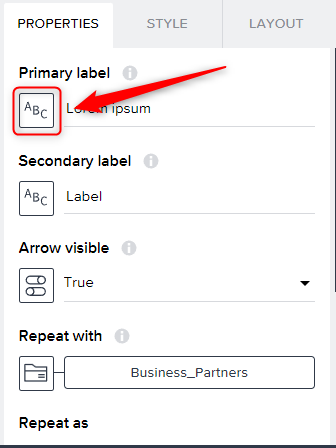 PROPERTIES STYLE LAYOUT
Primary label i
ABC Lorem ipsum
Secondary label i
ABC Label
Arrow visible i
True
Repeat with i
Business_Partners
Repeat as